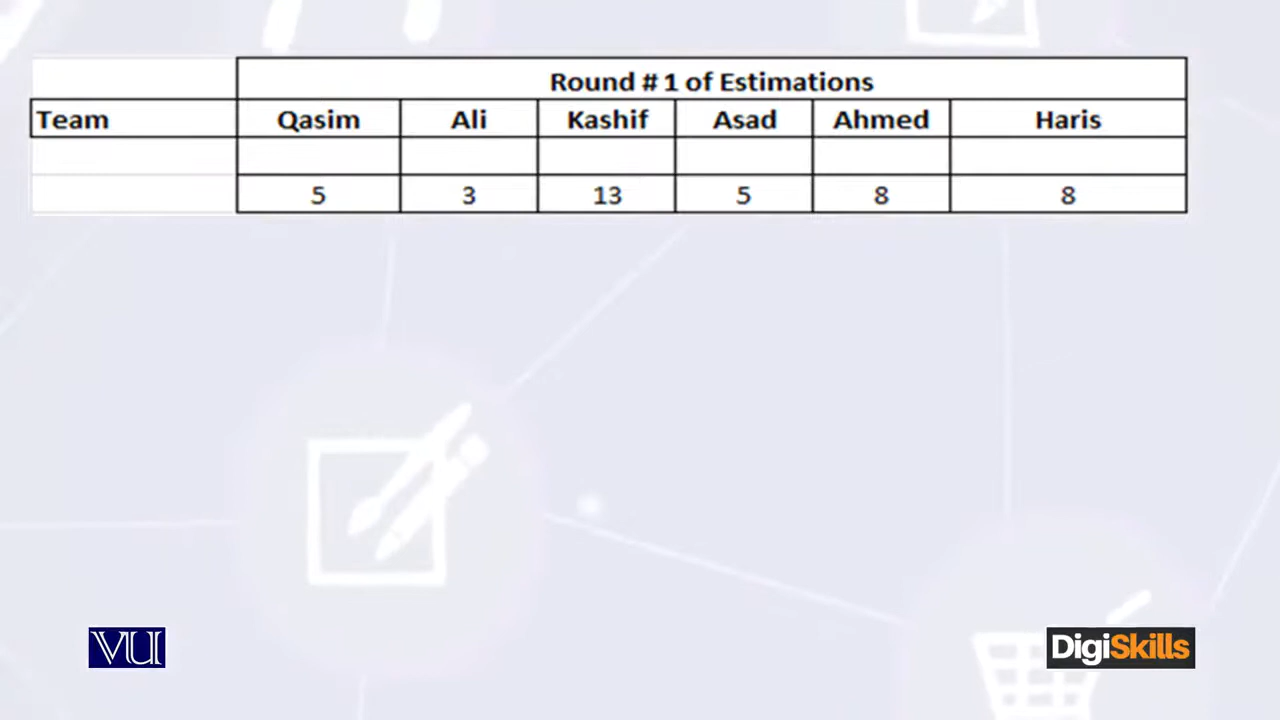 Round # 1 of Estimations
Team Qasim Ali Kashif Asad Ahmed Haris
5 3 13 5 8 8
VU DigiSkills